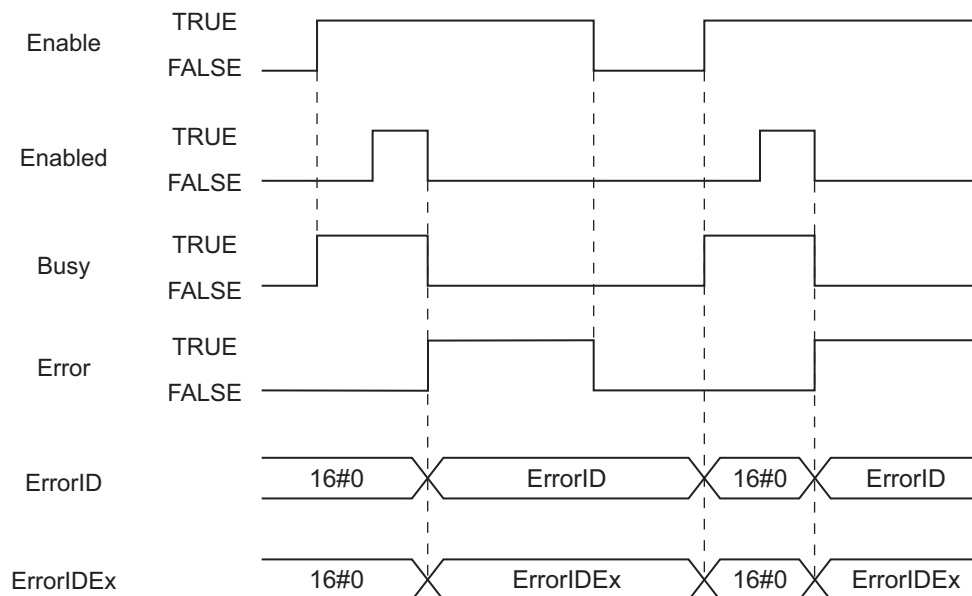 TRUE
Enable
FALSE
TRUE
Enabled
FALSE
TRUE
Busy
FALSE
TRUE
Error
FALSE
ErrorID 16#0 ErrorID 16#0 ErrorID
ErrorIDEx 16#0 ErrorIDEx 16#0 ErrorIDEx